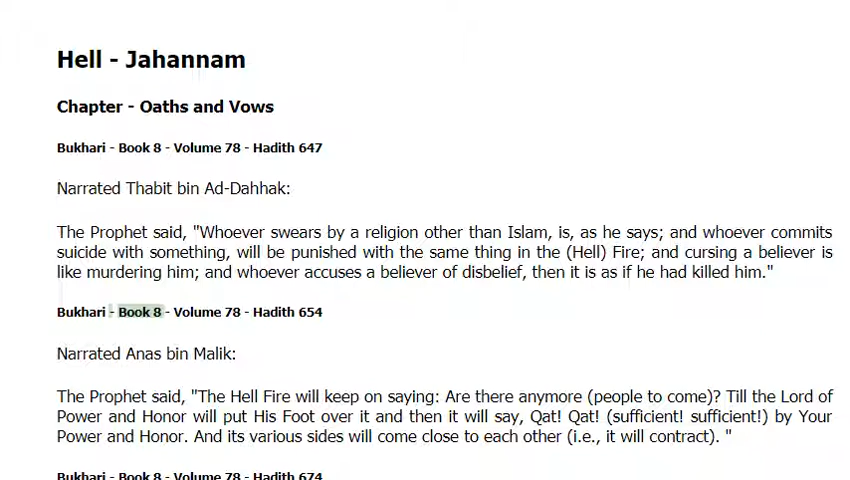 Hell - Jahannam
Chapter - Oaths and Vows
Bukhari - Book 8 - Volume 78 - Hadith 647
Narrated Thabit bin Ad-Dahhak:
The Prophet said, "Whoever swears by a religion other than Islam, is, as he says; and whoever commits
suicide with something, will be punished with the same thing in the (Hell) Fire; and cursing a believer is
like murdering him; and whoever accuses a believer of disbelief, then it is as if he had killed him."
Bukhari - Book 8 - Volume 78 - Hadith 654
Narrated Anas bin Malik:
The Prophet said, "The Hell Fire will keep on saying: Are there anymore (people to come)? Till the Lord of
Power and Honor will put His Foot over it and then it will say, Qat! Qat! (sufficient! sufficient!) by Your
Power and Honor. And its various sides will come close to each other (i.e., it will contract). "
Bukhari - Book 8 - Volume 78 - Hadith 674